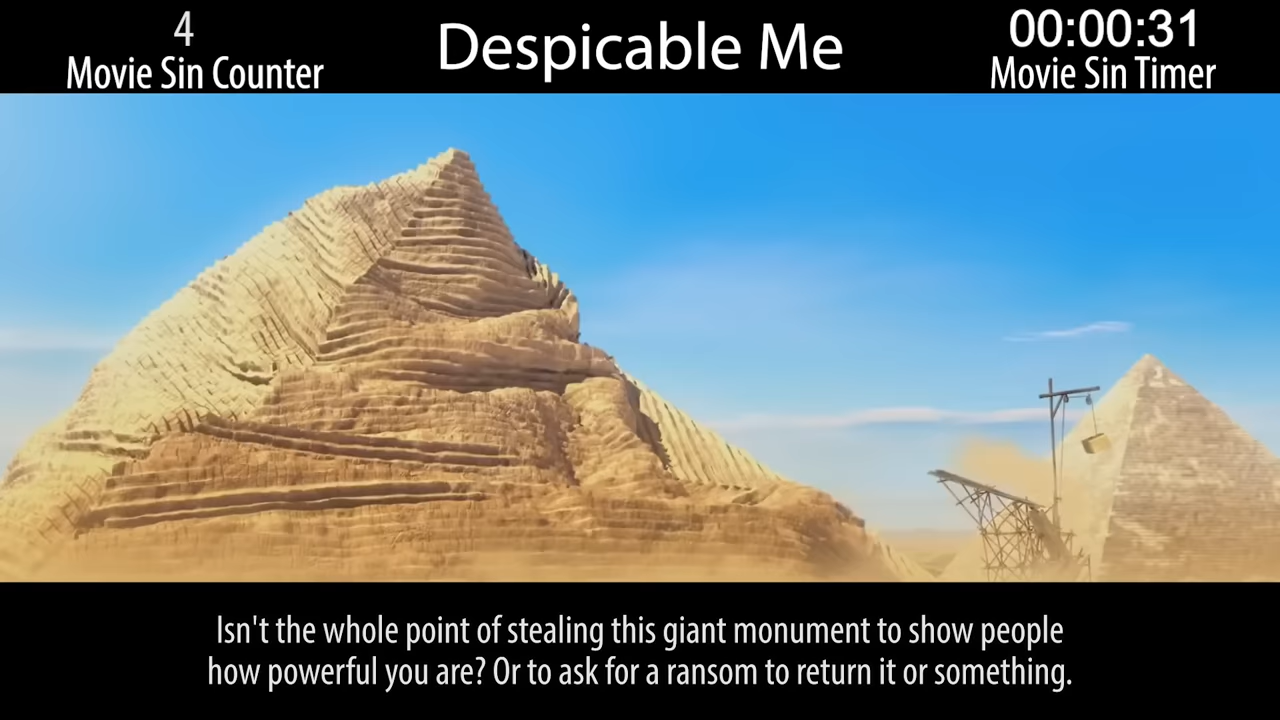 4
Movie Sin Counter
Despicable Me
00:00:31
Movie Sin Timer
Isn't the whole point of stealing this giant monument to show people
how powerful you are? Or to ask for a ransom to return it or something.